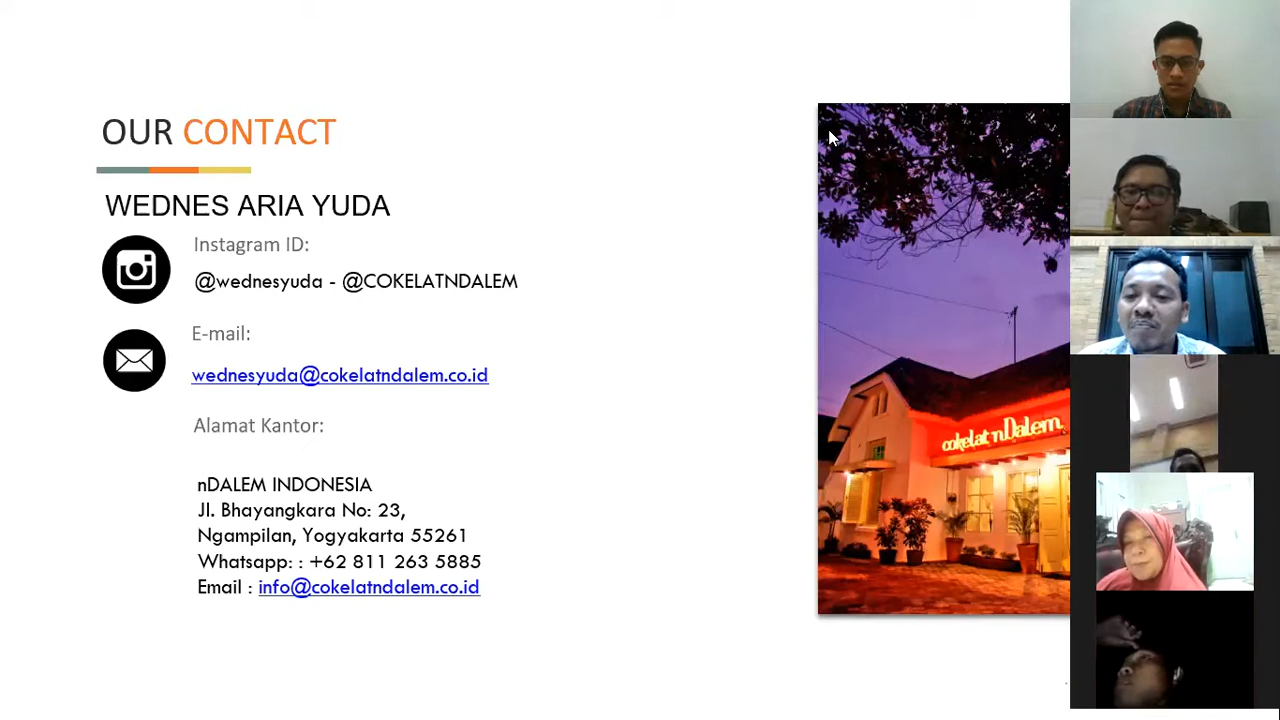 OUR CONTACT
WEDNES ARIA YUDA
Instagram ID:
@wednesyuda - @COKELATNDALEM
E-mail:
wednesyuda@cokelatndalem.co.id
Alamat Kantor:
nDALEM INDONESIA
Jl. Bhayangkara No: 23,
Ngampilan, Yogyakarta 55261
Whatsapp: : +62 811 263 5885
Email : info@cokelatndalem.co.id
cokelat nDalem